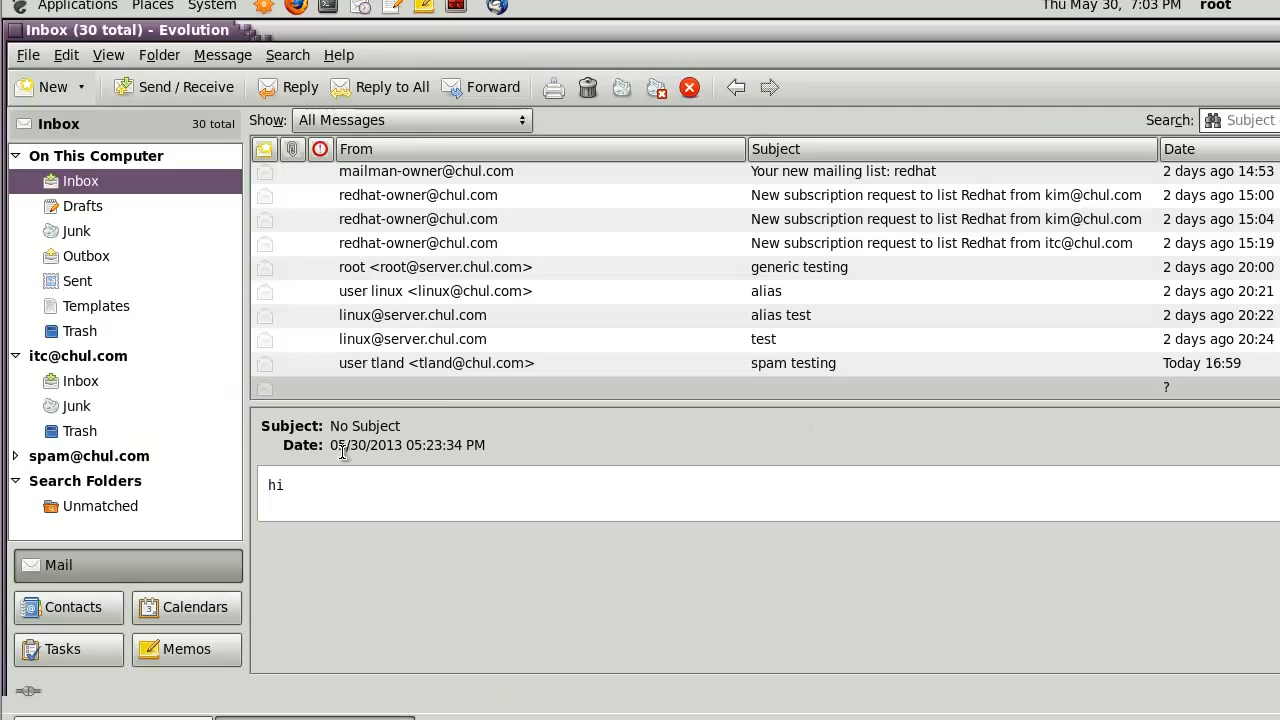 Applications Places System Thu May 30, 7:03 PM root
Inbox (30 total) - Evolution
File Edit View Folder Message Search Help
New Send / Receive Reply Reply to All Forward
Inbox 30 total
Show: All Messages Search: Subject
From Subject Date
On This Computer
Inbox
Drafts
Junk
Outbox
Sent
Templates
Trash
itc@chul.com
Inbox
Junk
Trash
spam@chul.com
Search Folders
Unmatched
Mail
Contacts Calendars
Tasks Memos
mailman-owner@chul.com Your new mailing list: redhat 2 days ago 14:53
redhat-owner@chul.com New subscription request to list Redhat from kim@chul.com 2 days ago 15:00
redhat-owner@chul.com New subscription request to list Redhat from kim@chul.com 2 days ago 15:04
redhat-owner@chul.com New subscription request to list Redhat from itc@chul.com 2 days ago 15:19
root <root@server.chul.com> generic testing 2 days ago 20:00
user linux <linux@chul.com> alias 2 days ago 20:21
linux@server.chul.com alias test 2 days ago 20:22
linux@server.chul.com test 2 days ago 20:24
user tland <tland@chul.com> spam testing Today 16:59
?
Subject: No Subject
Date: 05/30/2013 05:23:34 PM
hi